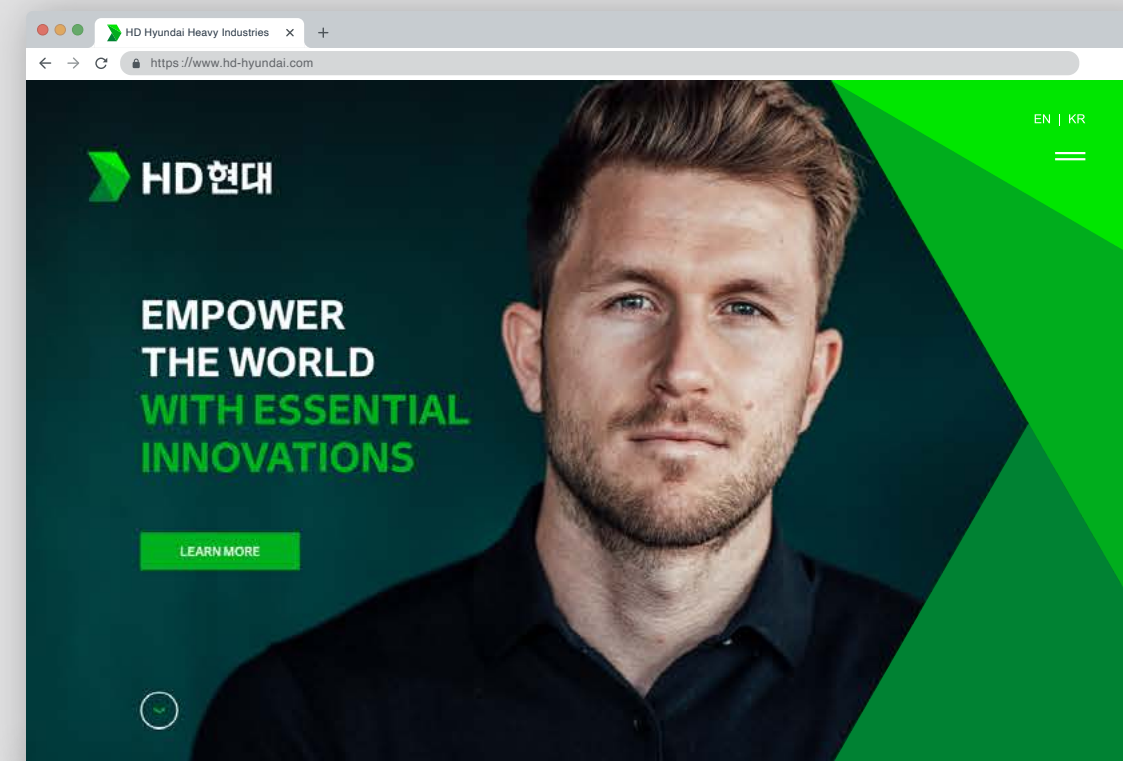 HD Hyundai Heavy Industries
https://www.hd-hyundai.com
EN | KR
HD현대
EMPOWER
THE WORLD
WITH ESSENTIAL
INNOVATIONS
LEARN MORE